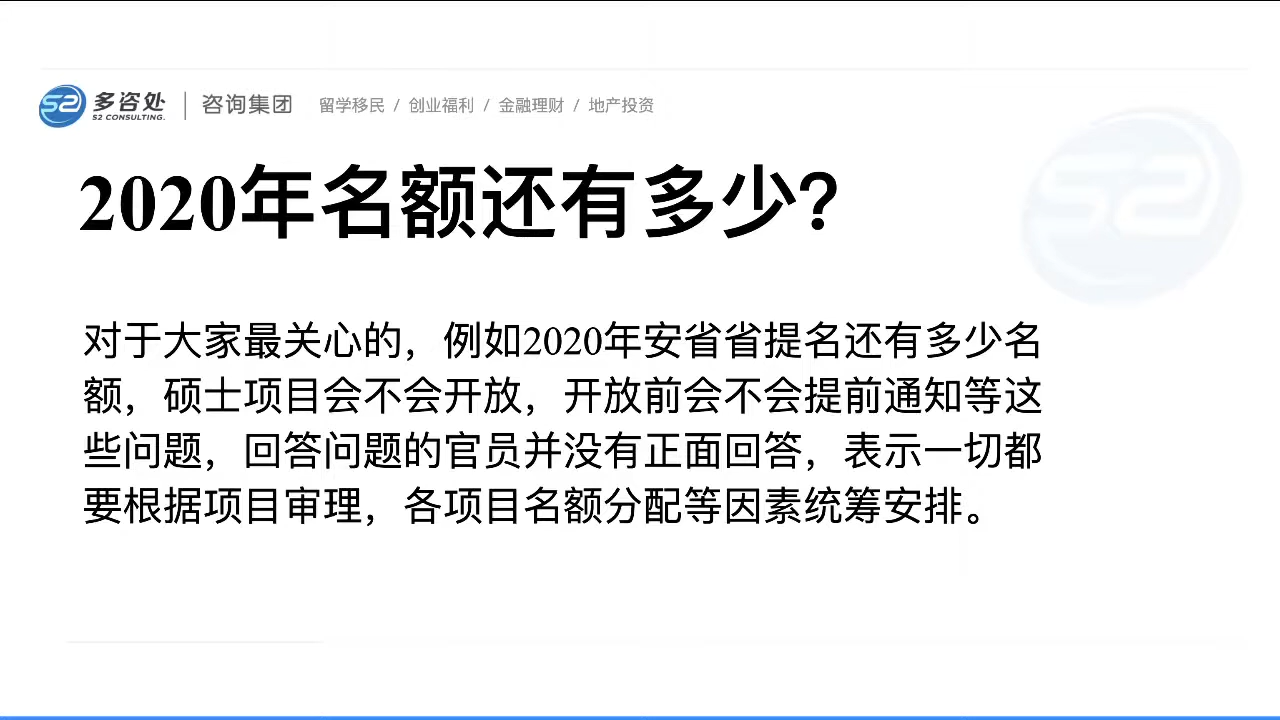 S2 多咨处 | 咨询集团 留学移民 / 创业福利 / 金融理财 / 地产投资
S2 CONSULTING.
2020年名额还有多少？
对于大家最关心的，例如2020年安省省提名还有多少名
额，硕士项目会不会开放，开放前会不会提前通知等这
些问题，回答问题的官员并没有正面回答，表示一切都
要根据项目审理，各项目名额分配等因素统筹安排。
S2